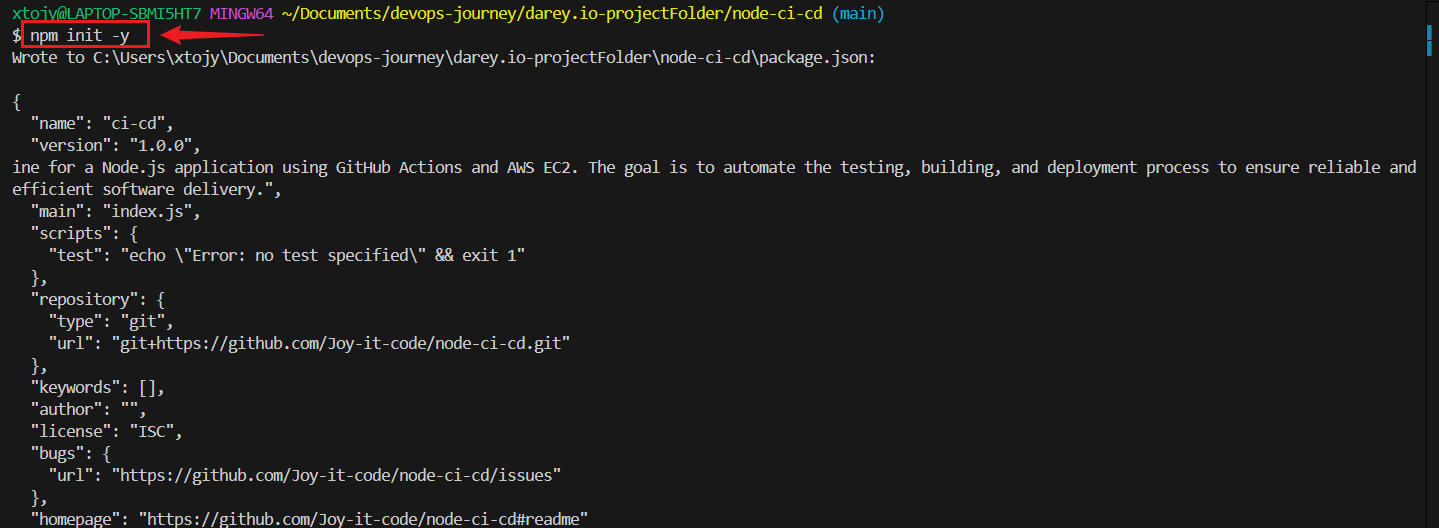 xtojy@LAPTOP-SBMI5HT7 MINGW64 ~/Documents/devops-journey/darey.io-projectFolder/node-ci-cd (main)
$ npm init -y
Wrote to C:\Users\xtojy\Documents\devops-journey\darey.io-projectFolder\node-ci-cd\package.json:

{
  "name": "ci-cd",
  "version": "1.0.0",
ine for a Node.js application using GitHub Actions and AWS EC2. The goal is to automate the testing, building, and deployment process to ensure reliable and
efficient software delivery.",
  "main": "index.js",
  "scripts": {
    "test": "echo \"Error: no test specified\" && exit 1"
  },
  "repository": {
    "type": "git",
    "url": "git+https://github.com/Joy-it-code/node-ci-cd.git"
  },
  "keywords": [],
  "author": "",
  "license": "ISC",
  "bugs": {
    "url": "https://github.com/Joy-it-code/node-ci-cd/issues"
  },
  "homepage": "https://github.com/Joy-it-code/node-ci-cd#readme"